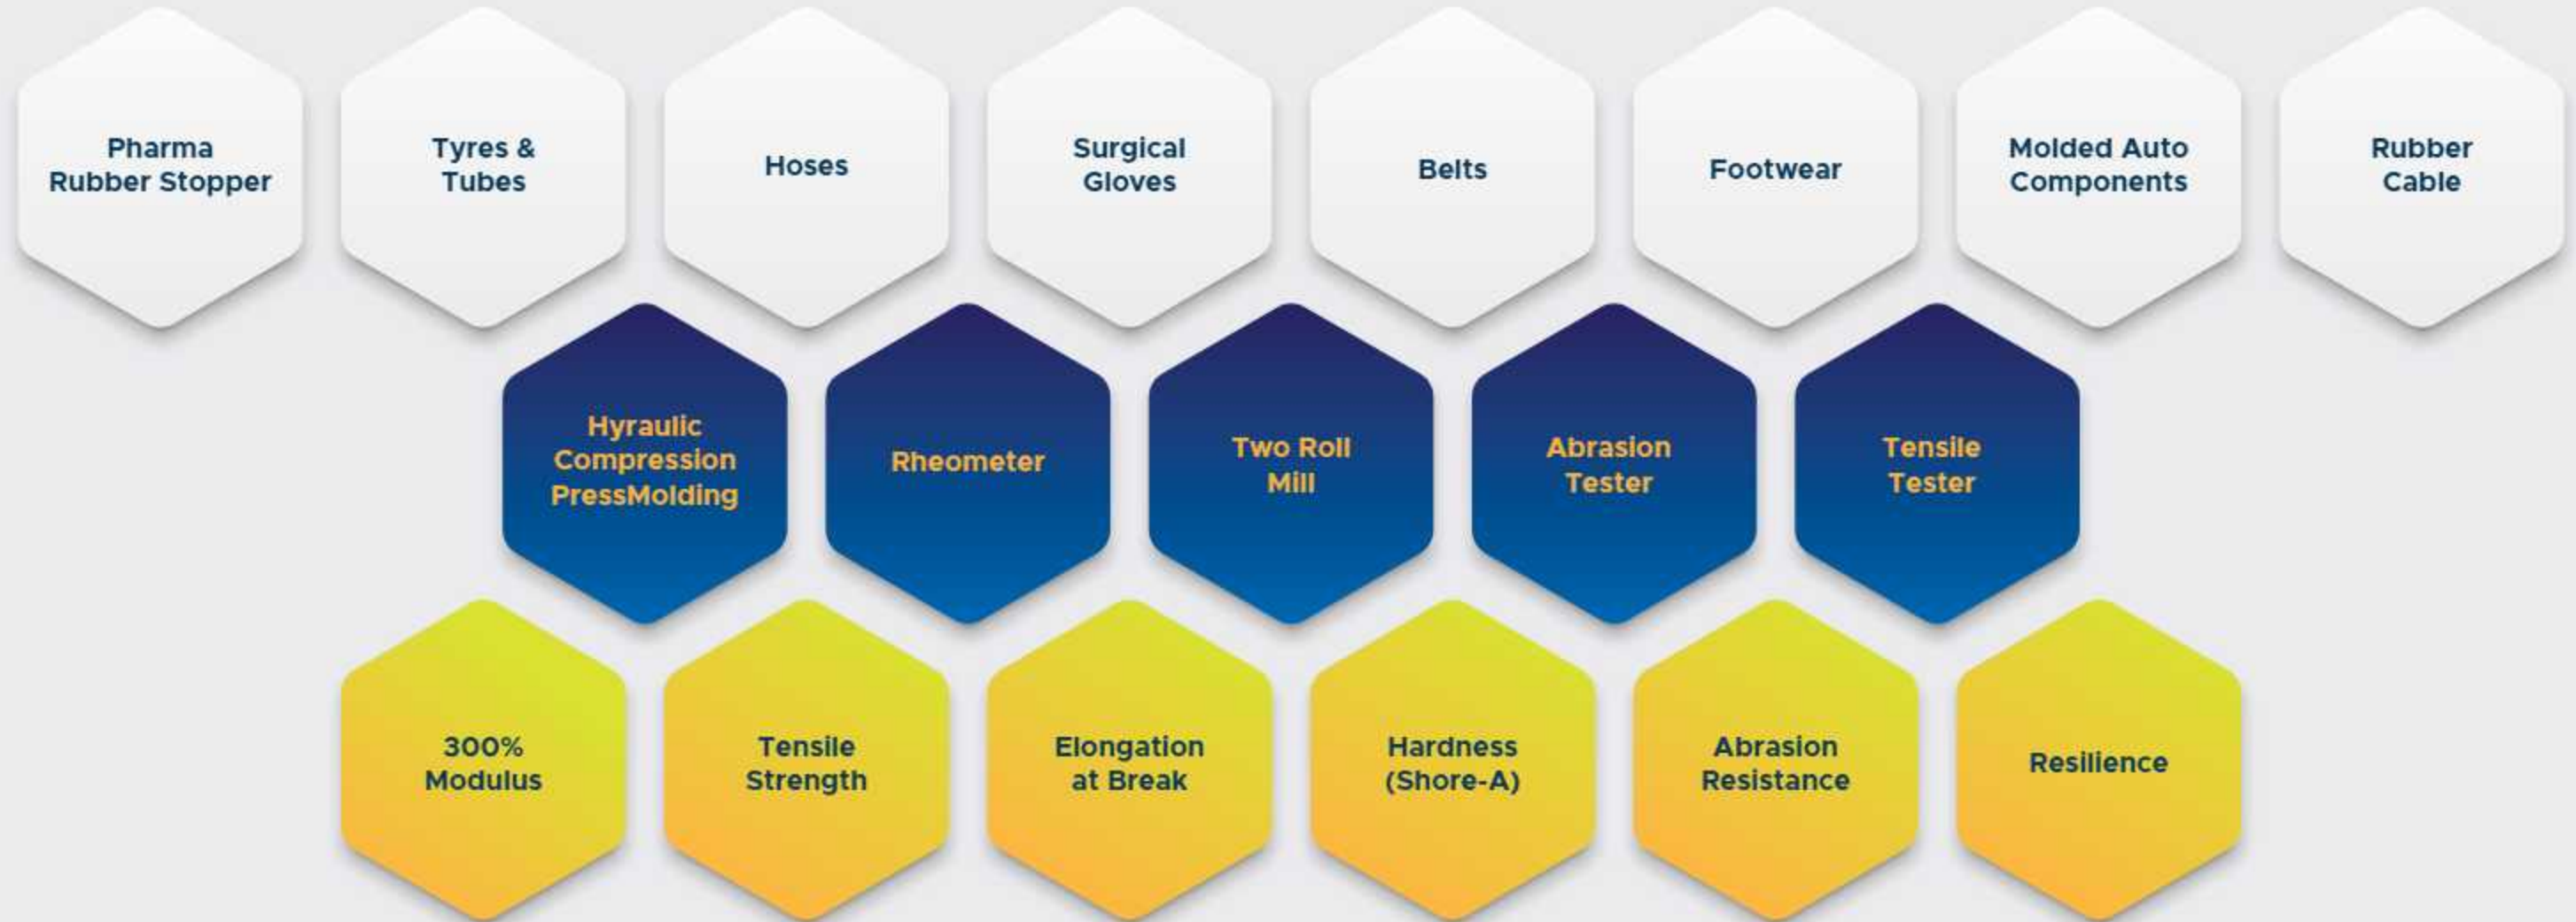 Pharma
Rubber Stopper
Tyres &
Tubes
Hoses
Surgical
Gloves
Belts
Footwear
Molded Auto
Components
Rubber
Cable
Hyraulic
Compression
PressMolding
Rheometer
Two Roll
Mill
Abrasion
Tester
Tensile
Tester
300%
Modulus
Tensile
Strength
Elongation
at Break
Hardness
(Shore-A)
Abrasion
Resistance
Resilience